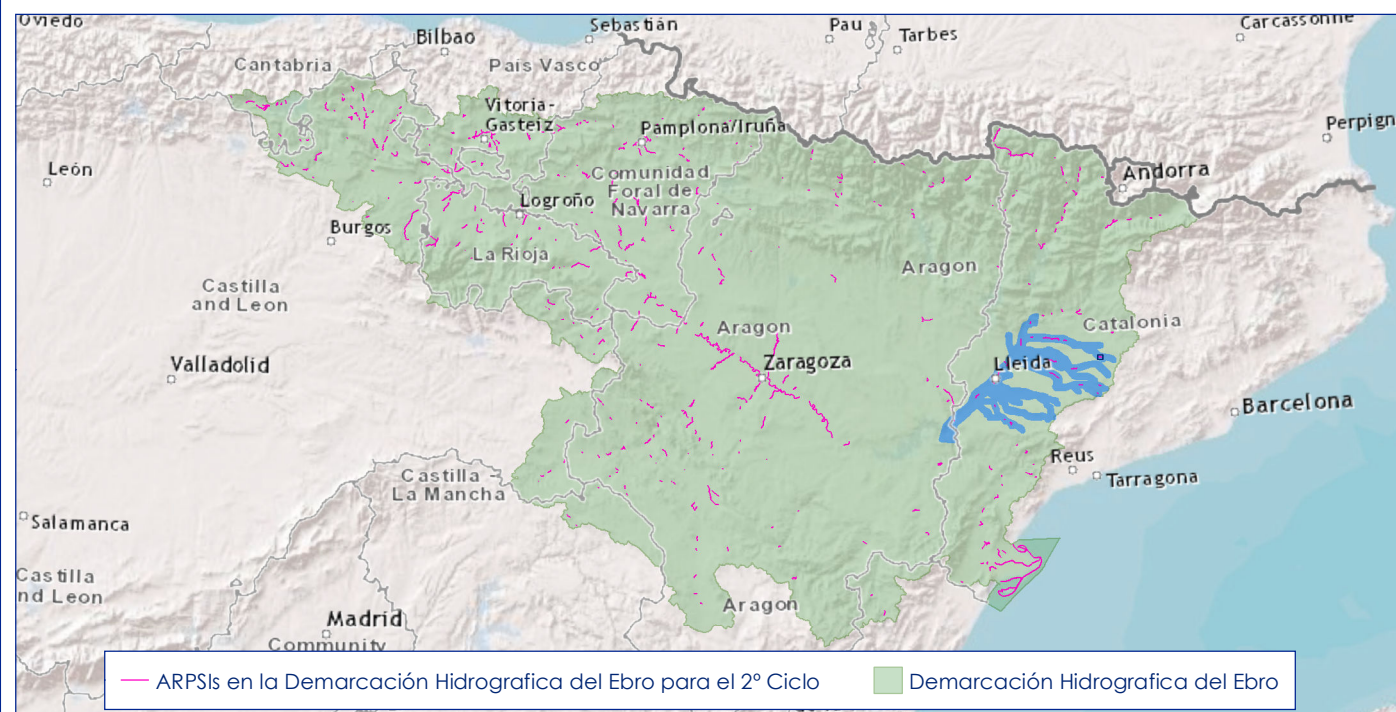 Oviedo
Sebastián
Pau
Carcassonne
Bilbao
Tarbes
Cantabria
País Vasco
Vitoria-
Gasteiz
Pamplona/Iruña
Perpign
León
Andorra
Comunidad
Foral de
Navarra
Logroño
Burgos
La Rioja
Aragon
Castilla
and Leon
Aragon
Catalonia
Valladolid
Zaragoza
Lleida
Barcelona
Reus
Castilla
La Mancha
Tarragona
Salamanca
Castilla
nd Leon
Aragon
Madrid
Community
ARPSIs en la Demarcación Hidrografica del Ebro para el 2º Ciclo
Demarcación Hidrografica del Ebro